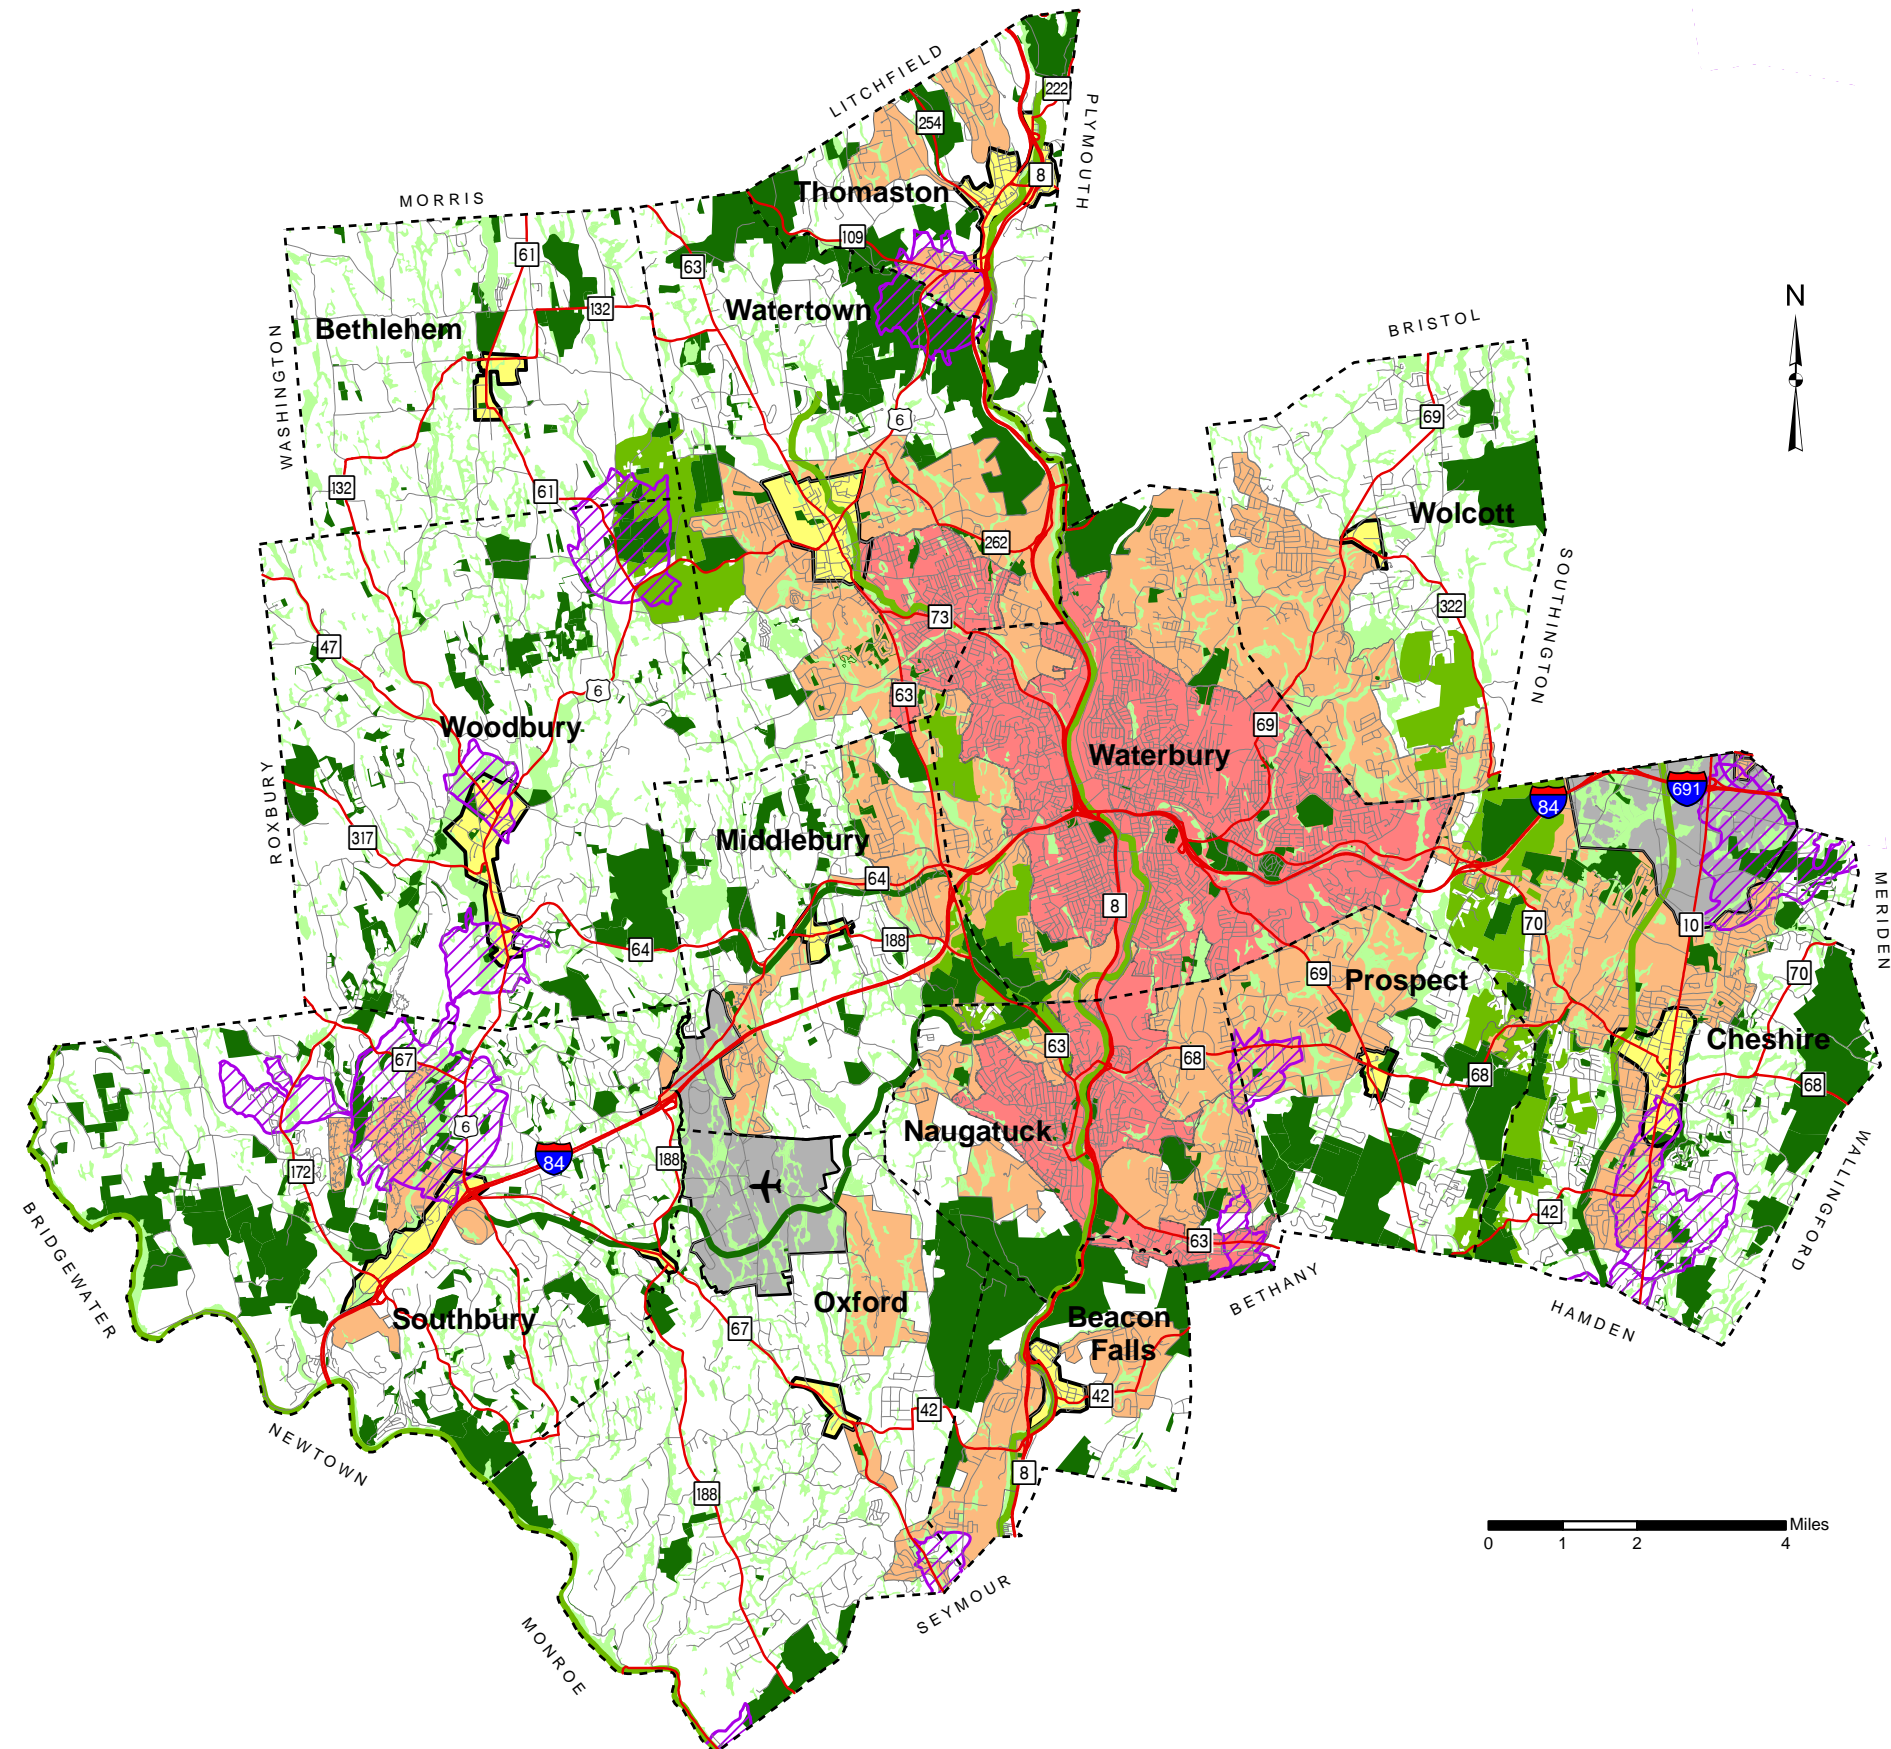 LITCHFIELD
222
254
PLYMOUTH
8
Thomaston
MORRIS
109
61
63
Watertown
132
Bethlehem
WASHINGTON
N
BRISTOL
6
69
132
61
Wolcott
262
SOUTHINGTON
322
73
47
6
63
69
Woodbury
Waterbury
ROXBURY
84
691
317
Middlebury
64
MERIDEN
8
70
10
188
64
69
Prospect
70
67
63
68
Cheshire
68
68
6
Naugatuck
84
188
172
WALLINGFORD
42
BRIDGEWATER
63
BETHANY
HAMDEN
Oxford
Beacon
Falls
Southbury
67
42
42
NEWTOWN
8
188
Miles
0 1 2 4
SEYMOUR
MONROE